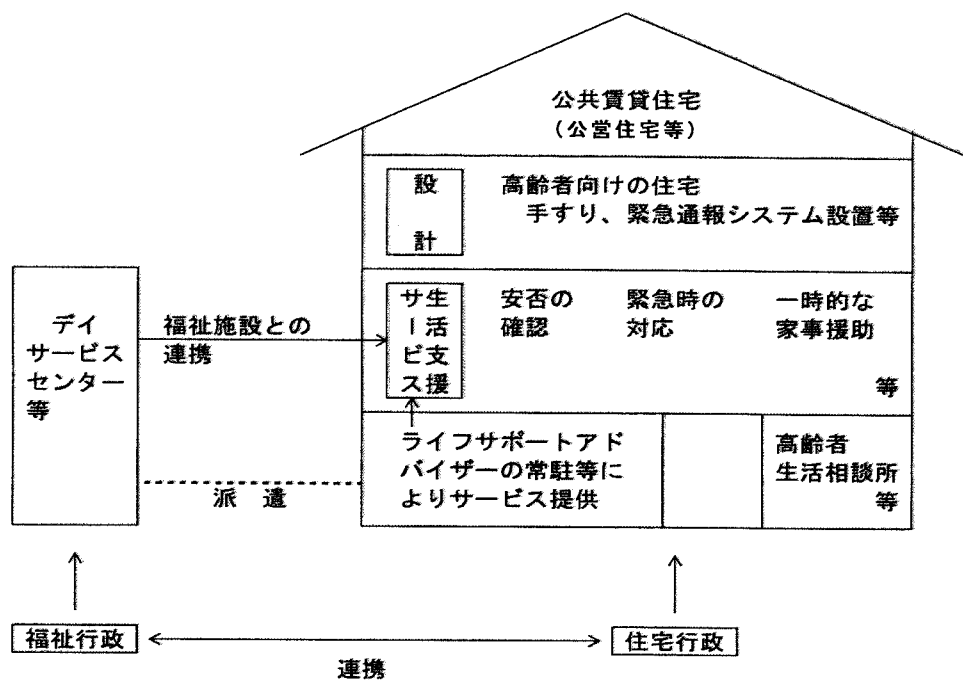 公共賃貸住宅
（公営住宅等）
設計
高齢者向けの住宅
手すり、緊急通報システム設置等
デイ
サービス
センター
等
福祉施設との
連携
生活支援
サービス
安否の
確認
緊急時の
対応
一時的な
家事援助
等
ライフサポートアド
バイザーの常駐等に
よりサービス提供
高齢者
生活相談所
等
派遣
福祉行政
住宅行政
連携